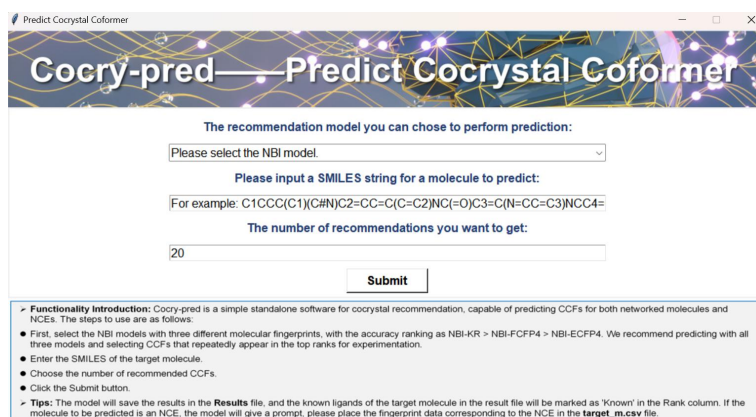 Predict Cocrystal Coformer
Cocry-pred——Predict Cocrystal Coformer
The recommendation model you can chose to perform prediction:
Please select the NBI model.
Please input a SMILES string for a molecule to predict:
For example: C1CCC(C1)(C#N)C2=CC=C(C=C2)NC(=O)C3=C(N=CC=C3)NCC4=
The number of recommendations you want to get:
20
Submit
➤ Functionality Introduction: Cocry-pred is a simple standalone software for cocrystal recommendation, capable of predicting CCFs for both networked molecules and
NCEs. The steps to use are as follows:
● First, select the NBI models with three different molecular fingerprints, with the accuracy ranking as NBI-KR > NBI-FCFP4 > NBI-ECFP4. We recommend predicting with all
three models and selecting CCFs that repeatedly appear in the top ranks for experimentation.
● Enter the SMILES of the target molecule.
● Choose the number of recommended CCFs.
● Click the Submit button.
➤ Tips: The model will save the results in the Results file, and the known ligands of the target molecule in the result file will be marked as 'Known' in the Rank column. If the
molecule to be predicted is an NCE, the model will give a prompt, please place the fingerprint data corresponding to the NCE in the target_m.csv file.